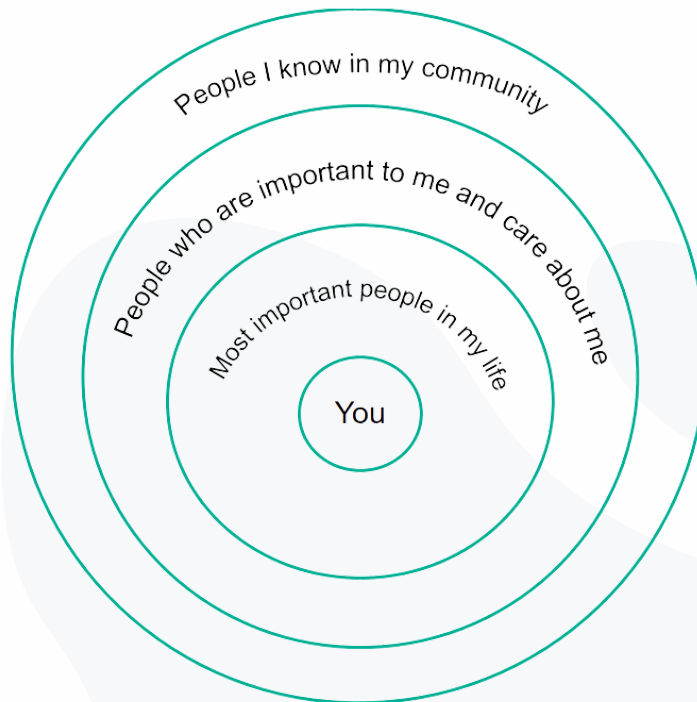 People I know in my community
People who are important to me and care about me
Most important people in my life
You